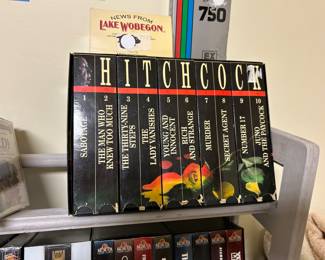 NEWS FROM
LAKE WOBEGON
750
HITCHCOCK
1
SABOTAGE
2
THE MAN WHO
KNEW TOO MUCH
3
THE THIRTY-NINE
STEPS
4
THE
LADY VANISHES
5
YOUNG AND
INNOCENT
6
RICH
AND STRANGE
7
MURDER
8
SECRET AGENT
9
NUMBER 17
10
JUNO
AND THE PAYCOCK